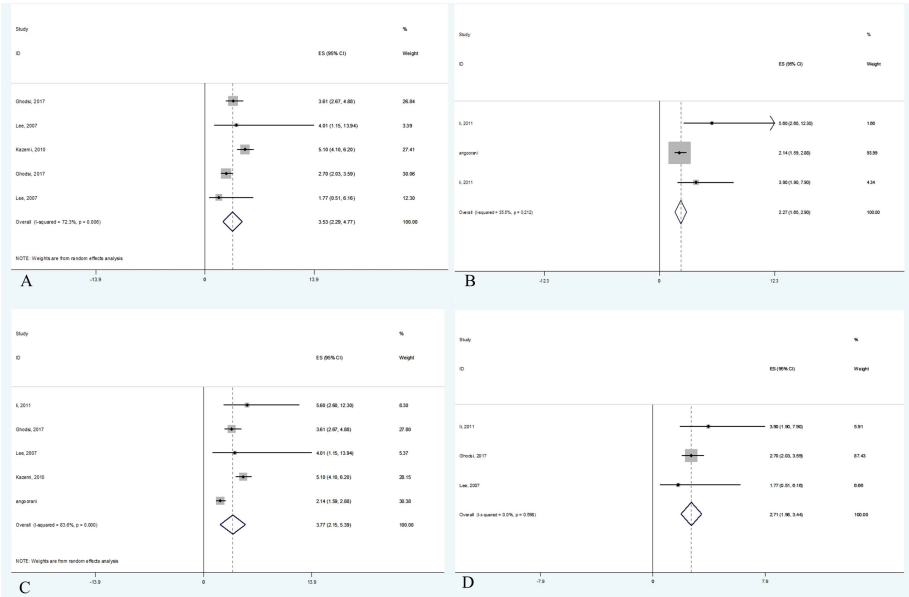 Study %
ID ES (95% CI) Weight
Ghodsi, 2017 3.61 (2.67, 4.88) 26.84
Lee, 2007 4.01 (1.15, 13.94) 3.39
Kazemi, 2010 5.10 (4.10, 6.20) 27.41
Ghodsi, 2017 2.70 (2.03, 3.59) 30.06
Lee, 2007 1.77 (0.51, 6.16) 12.30
Overall (I-squared = 72.3%, p = 0.006) 3.53 (2.29, 4.77) 100.00
NOTE: Weights are from random effects analysis
A
-13.9 0 13.9
Study %
ID ES (95% CI) Weight
li, 2011 5.60 (2.60, 12.30) 1.66
angoorani 2.14 (1.59, 2.88) 93.99
li, 2011 3.90 (1.90, 7.90) 4.34
Overall (I-squared = 35.5%, p = 0.212) 2.27 (1.65, 2.90) 100.00
B
-12.3 0 12.3
Study %
ID ES (95% CI) Weight
li, 2011 5.60 (2.60, 12.30) 8.30
Ghodsi, 2017 3.61 (2.67, 4.88) 27.80
Lee, 2007 4.01 (1.15, 13.94) 5.37
Kazemi, 2010 5.10 (4.10, 6.20) 28.15
angoorani 2.14 (1.59, 2.88) 30.38
Overall (I-squared = 83.6%, p = 0.000) 3.77 (2.15, 5.39) 100.00
NOTE: Weights are from random effects analysis
C
-13.9 0 13.9
Study %
ID ES (95% CI) Weight
li, 2011 3.90 (1.90, 7.90) 5.91
Ghodsi, 2017 2.70 (2.03, 3.59) 87.43
Lee, 2007 1.77 (0.51, 6.16) 6.66
Overall (I-squared = 0.0%, p = 0.596) 2.71 (1.98, 3.44) 100.00
D
-7.9 0 7.9